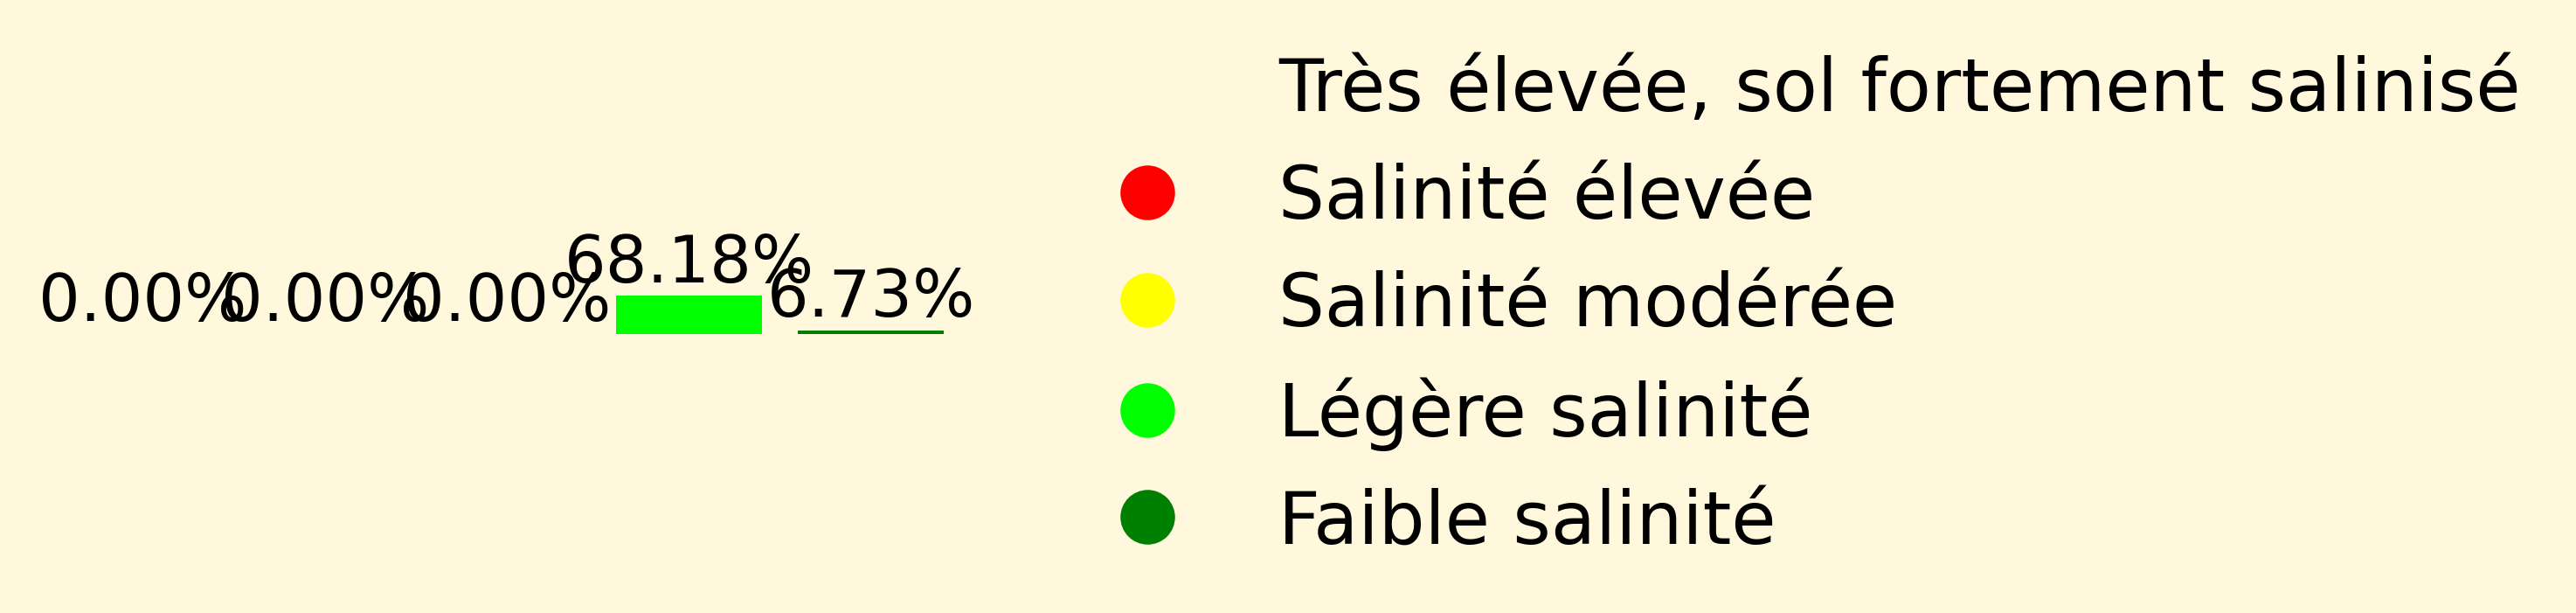 0.00% 0.00% 0.00% 68.18% 6.73%
Très élevée, sol fortement salinisé
Salinité élevée
Salinité modérée
Légère salinité
Faible salinité